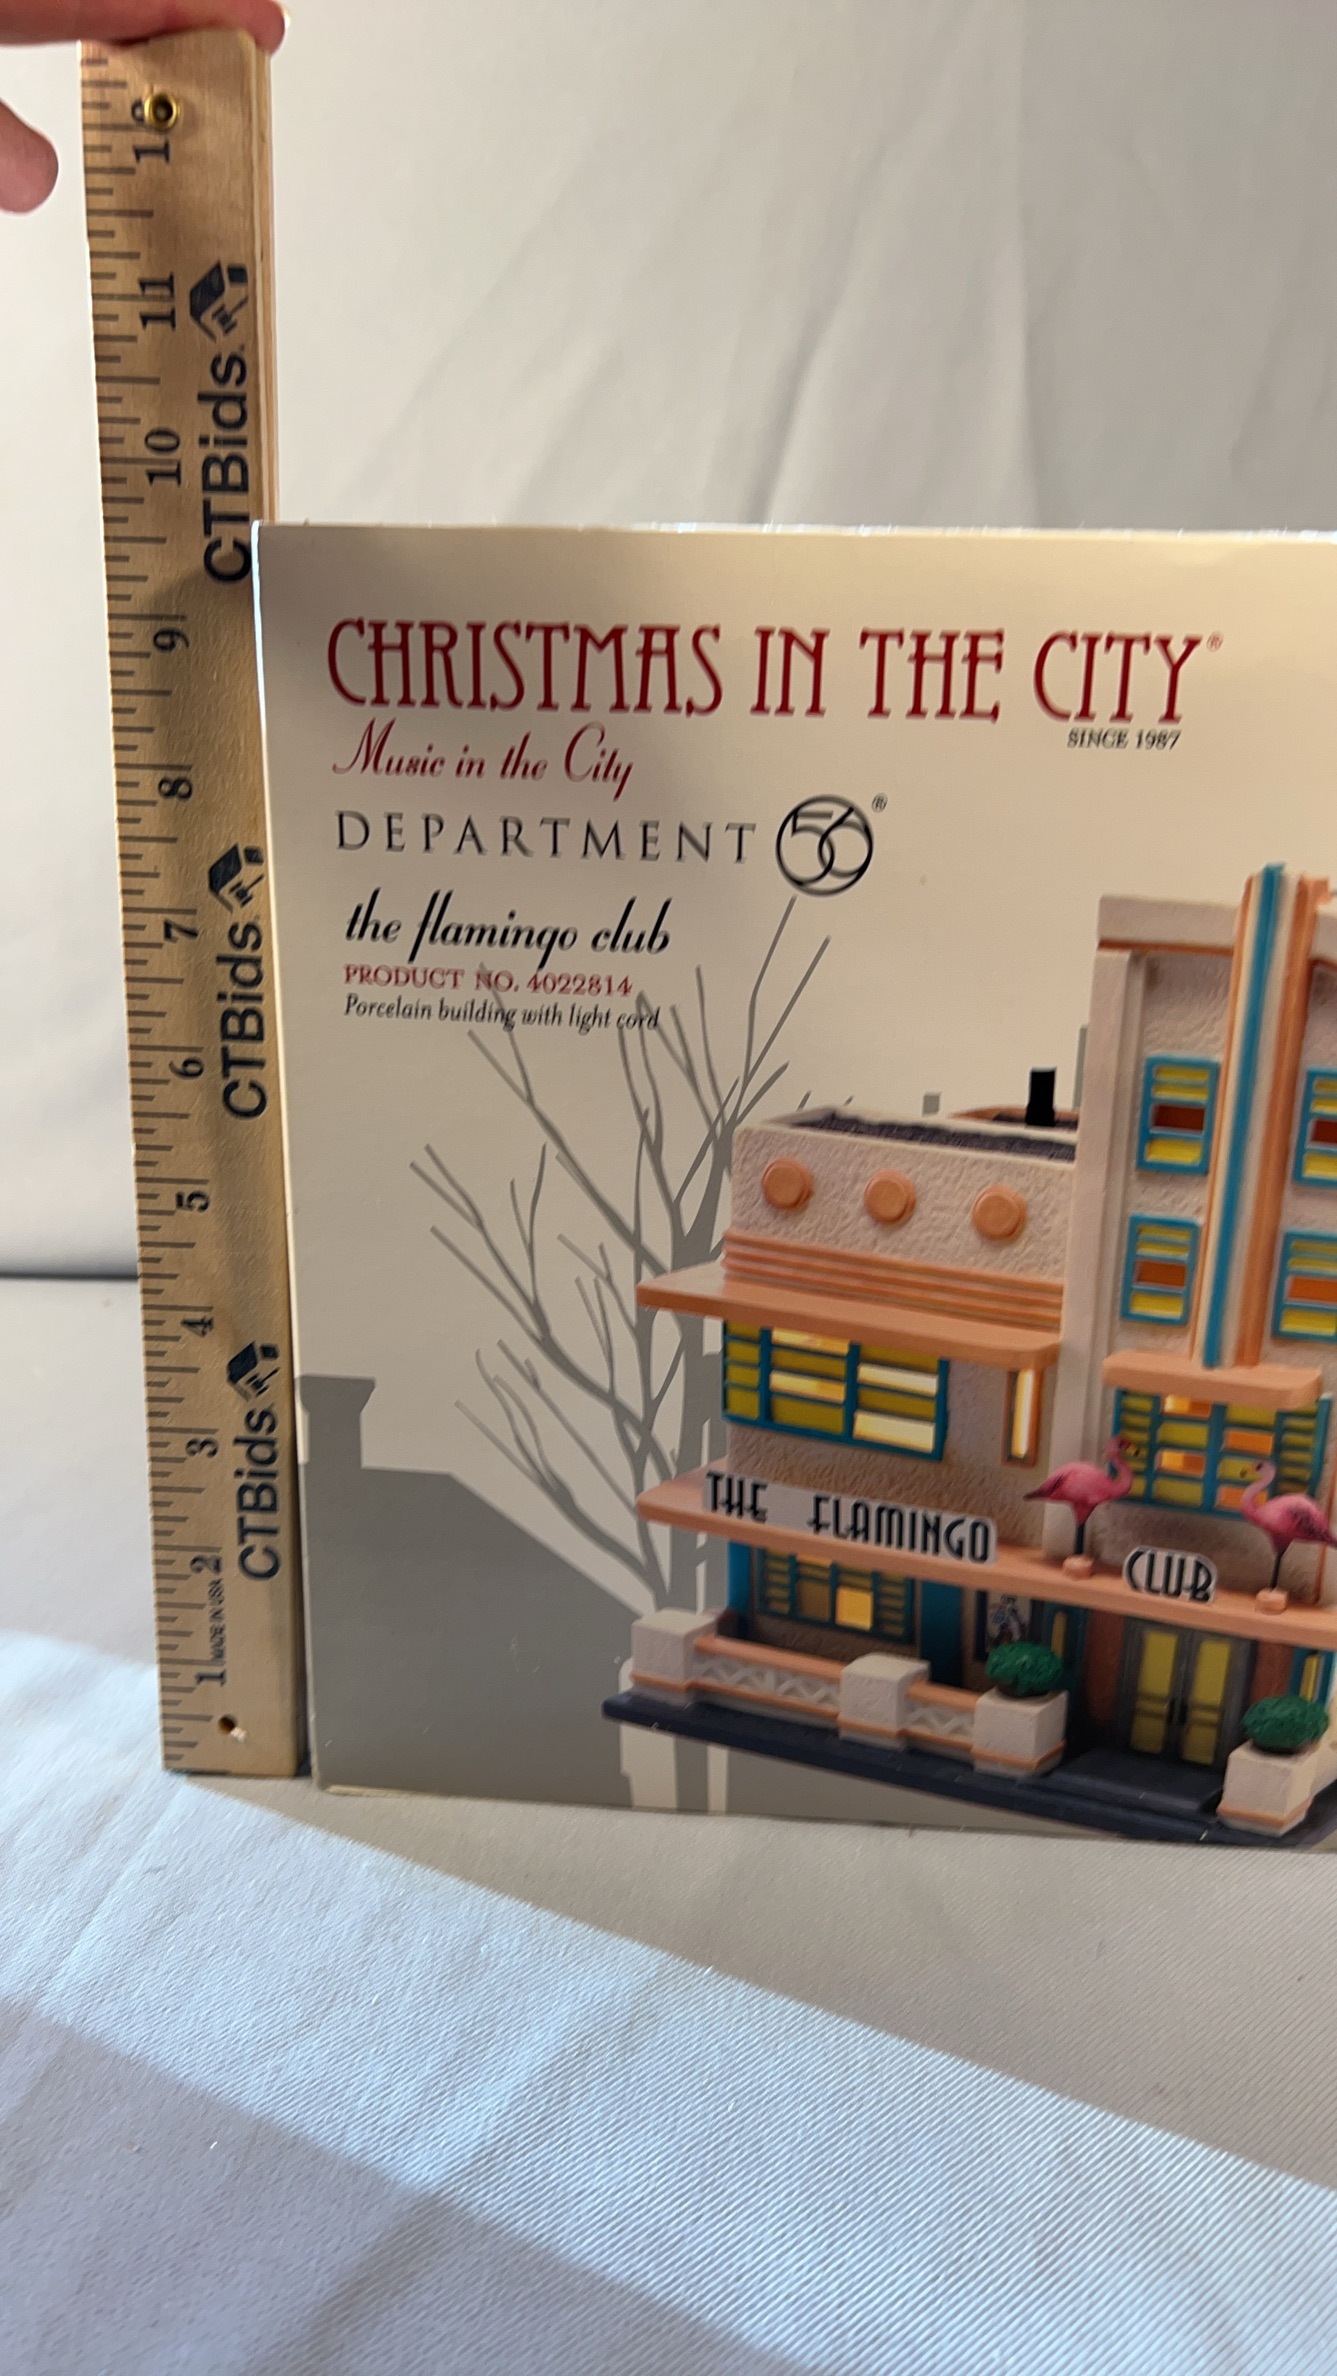 CHRISTMAS IN THE CITY®
SINCE 1987
Music in the City
DEPARTMENT 56®
the flamingo club
PRODUCT NO. 4022814
Porcelain building with light cord
THE FLAMINGO CLUB
11
10
9
8
7
6
5
4
3
2
1
MADE IN USA
CTBids.
CTBids.
CTBids.